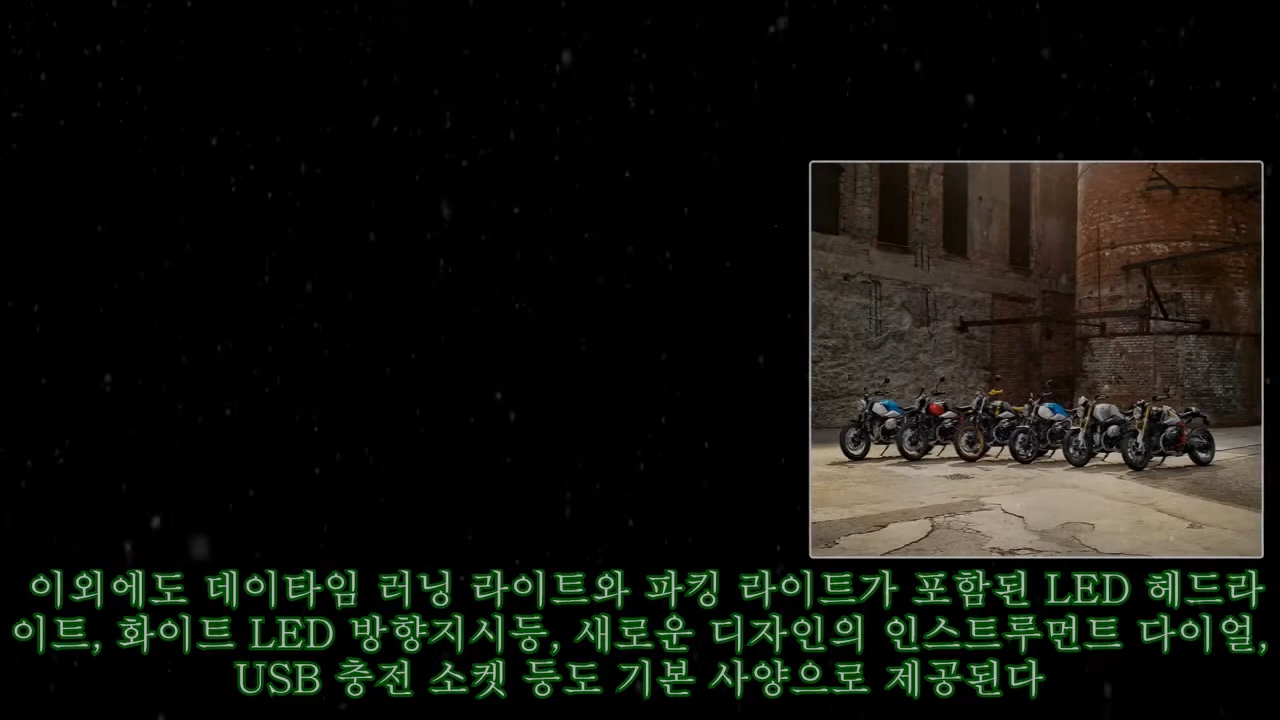 이외에도 데이타임 러닝 라이트와 파킹 라이트가 포함된 LED 헤드라
이트, 화이트 LED 방향지시등, 새로운 디자인의 인스트루먼트 다이얼,
USB 충전 소켓 등도 기본 사양으로 제공된다